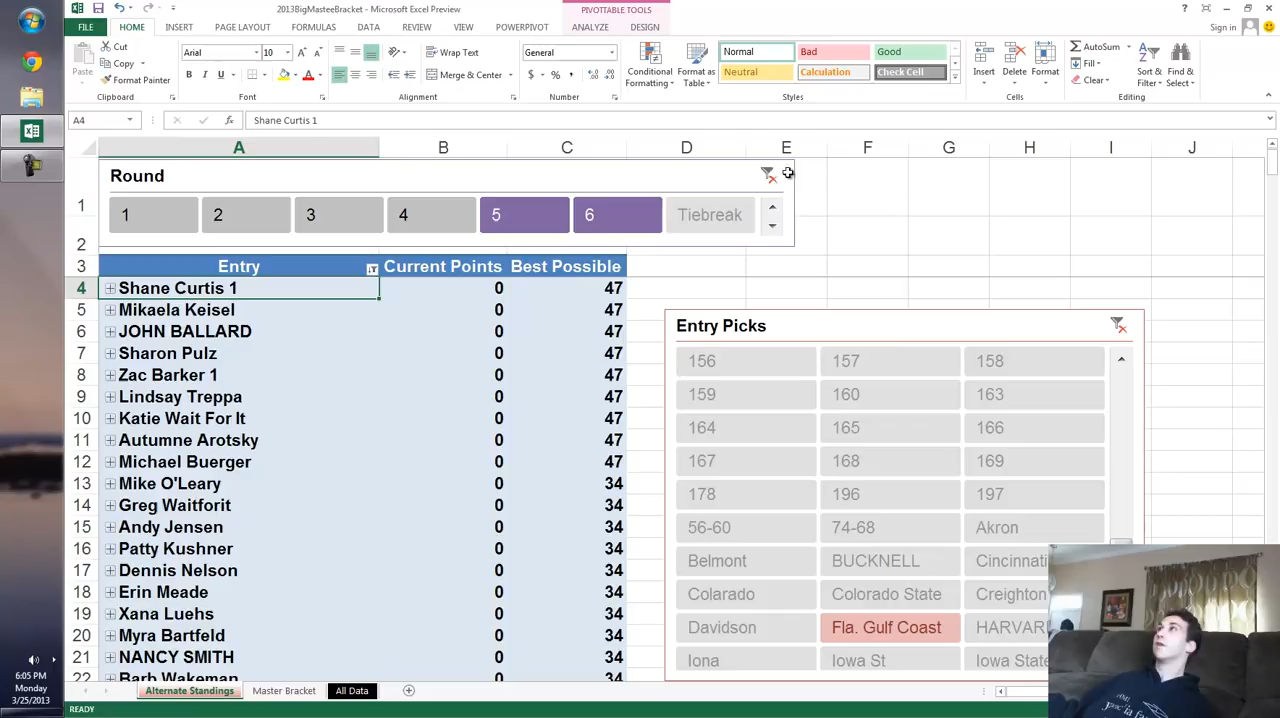 2013BigMasteeBracket - Microsoft Excel Preview
PIVOTTABLE TOOLS
?
FILE HOME INSERT PAGE LAYOUT FORMULAS DATA REVIEW VIEW POWERPIVOT ANALYZE DESIGN Sign in
Paste
Cut
Copy
Format Painter
Clipboard
Arial 10
B I U
Font
Wrap Text
Merge & Center
Alignment
General
$ % ,
Number
Conditional Formatting
Format as Table
Normal Bad Good
Neutral Calculation Check Cell
Styles
Insert Delete Format
Cells
AutoSum
Fill
Clear
Sort & Filter
Find & Select
Editing
A4 fx Shane Curtis 1
A B C D E F G H I J
Round
1 2 3 4 5 6 Tiebreak
1
2
3 Entry Current Points Best Possible
4 Shane Curtis 1 0 47
5 Mikaela Keisel 0 47
6 JOHN BALLARD 0 47
7 Sharon Pulz 0 47
8 Zac Barker 1 0 47
9 Lindsay Treppa 0 47
10 Katie Wait For It 0 47
11 Autumne Arotsky 0 47
12 Michael Buerger 0 47
13 Mike O'Leary 0 34
14 Greg Waitforit 0 34
15 Andy Jensen 0 34
16 Patty Kushner 0 34
17 Dennis Nelson 0 34
18 Erin Meade 0 34
19 Xana Luehs 0 34
20 Myra Bartfeld 0 34
21 NANCY SMITH 0 34
22 Barb Wakeman
Entry Picks
156 157 158
159 160 163
164 165 166
167 168 169
178 196 197
56-60 74-68 Akron
Belmont BUCKNELL Cincinnati
Colarado Colorado State Creighton
Davidson Fla. Gulf Coast HARVARD
Iona Iowa St Iowa State
Alternate Standings Master Bracket All Data
READY
6:05 PM
Monday
3/25/2013